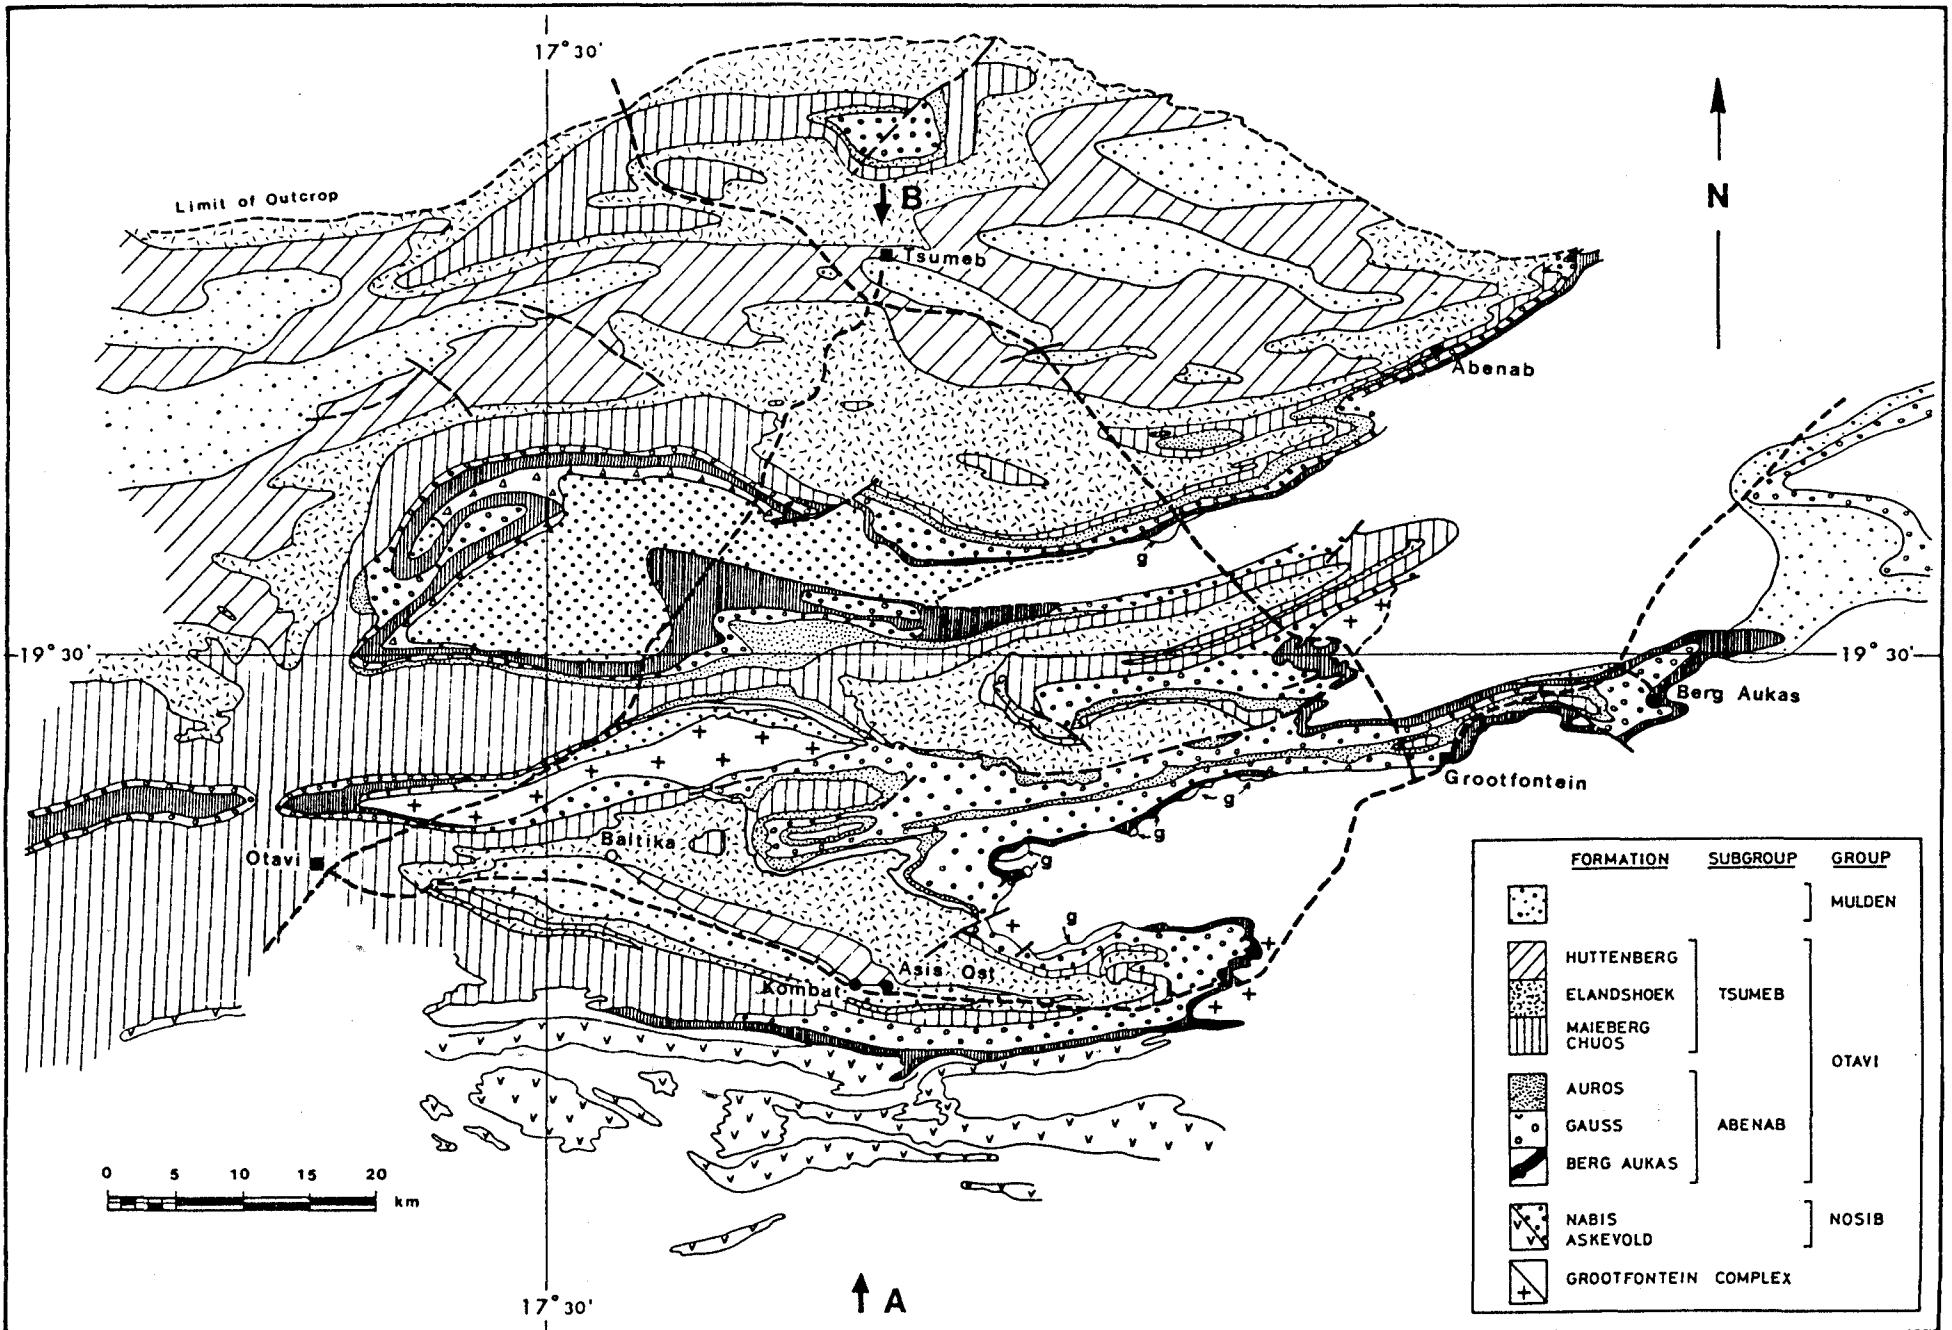 17°30'
Limit of Outcrop
N
B
Tsumeb
Abenab
g
19°30'
19°30'
Berg Aukas
g
Grootfontein
g
Baltika
Otavi
g
g
Asis Ost
Kombat
FORMATION SUBGROUP GROUP
MULDEN
HUTTENBERG
ELANDSHOEK TSUMEB
MAIEBERG
CHUOS
OTAVI
AUROS
GAUSS ABENAB
BERG AUKAS
NABIS NOSIB
ASKEVOLD
GROOTFONTEIN COMPLEX
0 5 10 15 20
km
17°30'
A